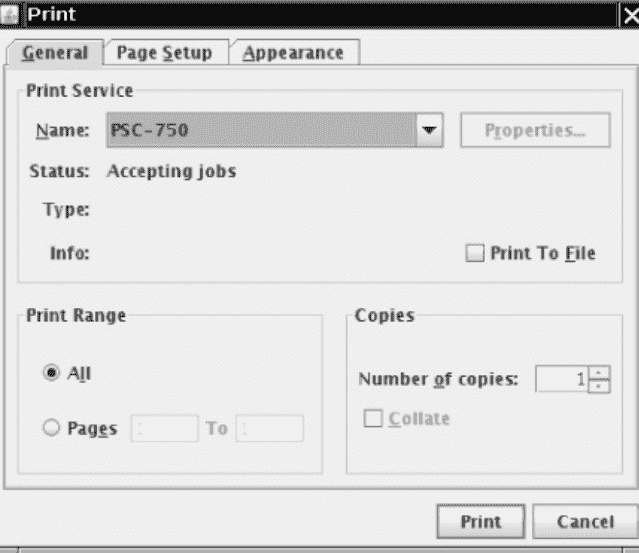 Print
General Page Setup Appearance
Print Service
Name: PSC-750 Properties...
Status: Accepting jobs
Type:
Info: Print To File
Print Range Copies
All
Number of copies: 1
Pages 1 To 1
Collate
Print Cancel